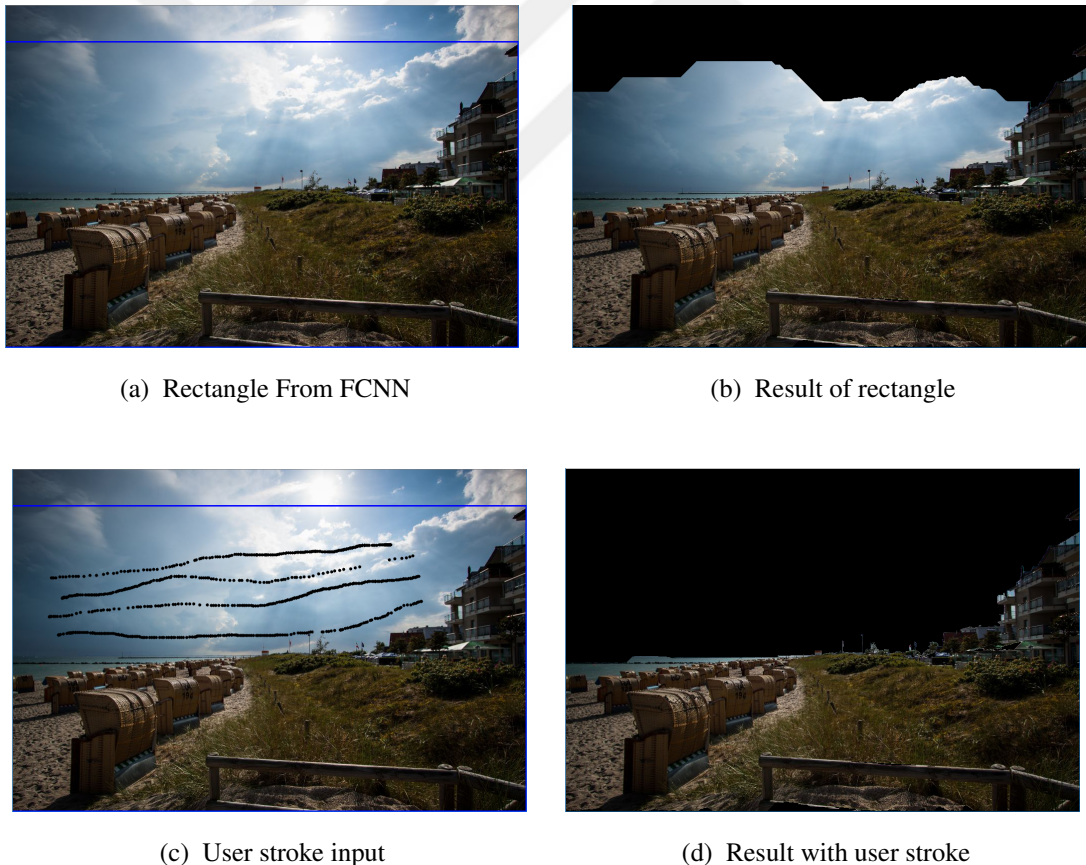 (a) Rectangle From FCNN
(b) Result of rectangle
(c) User stroke input
(d) Result with user stroke